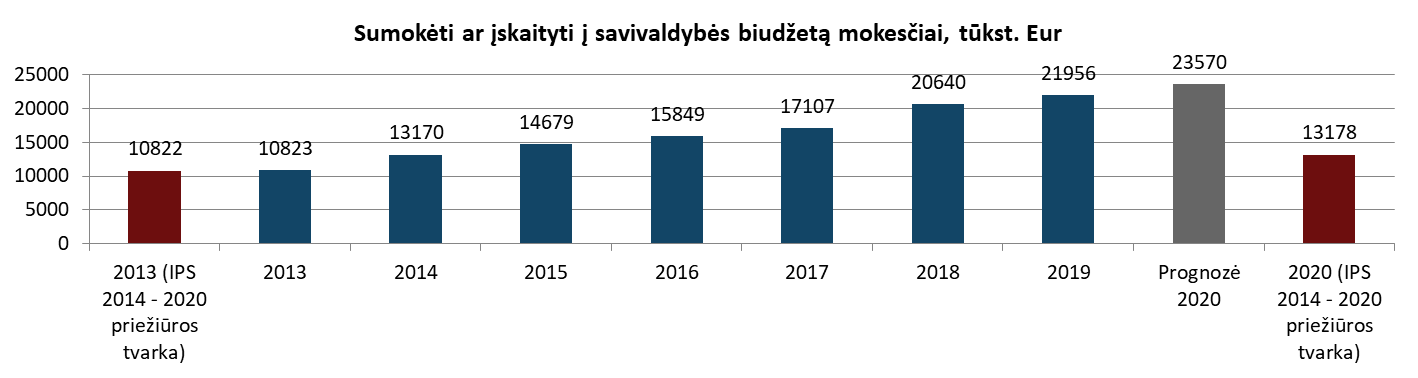 Sumokėti ar įskaityti į savivaldybės biudžetą mokesčiai, tūkst. Eur
25000
20000
15000
10000
5000
0
10822
10823
13170
14679
15849
17107
20640
21956
23570
13178
2013 (IPS
2014 - 2020
priežiūros
tvarka)
2013
2014
2015
2016
2017
2018
2019
Prognozė
2020
2020 (IPS
2014 - 2020
priežiūros
tvarka)